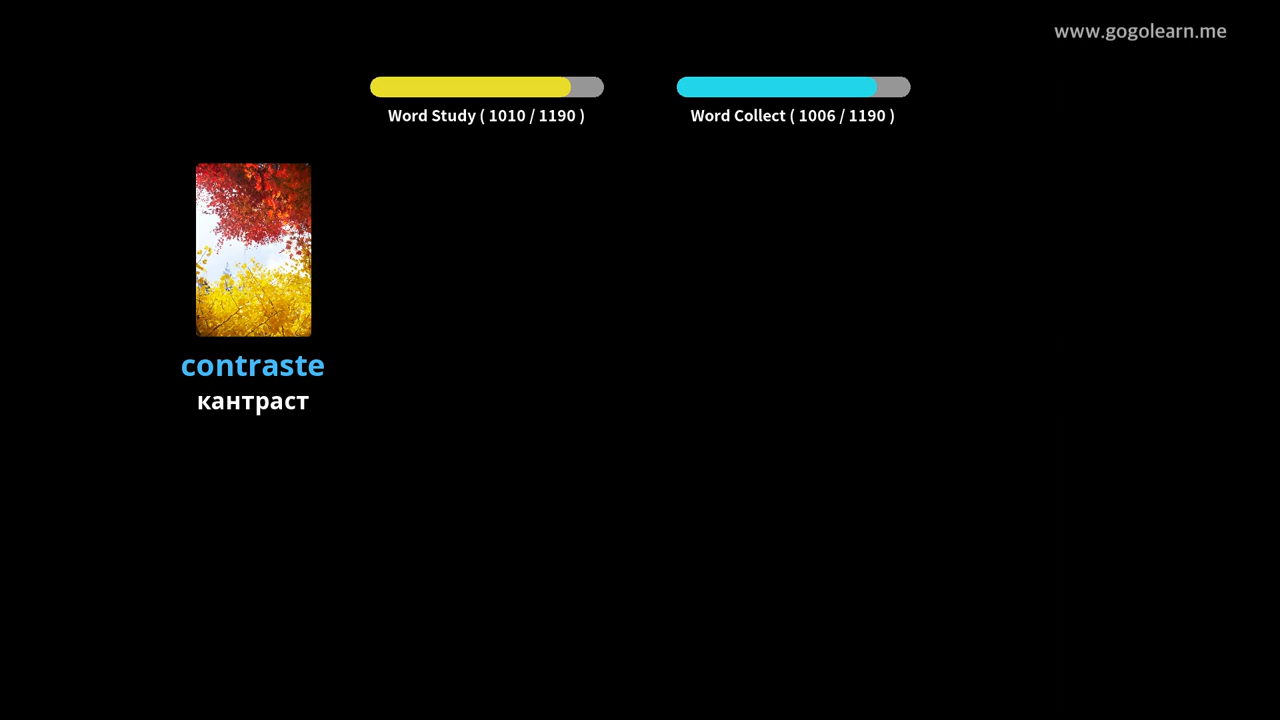 www.gogolearn.me
Word Study ( 1010 / 1190 )
Word Collect ( 1006 / 1190 )
contraste
кантраст